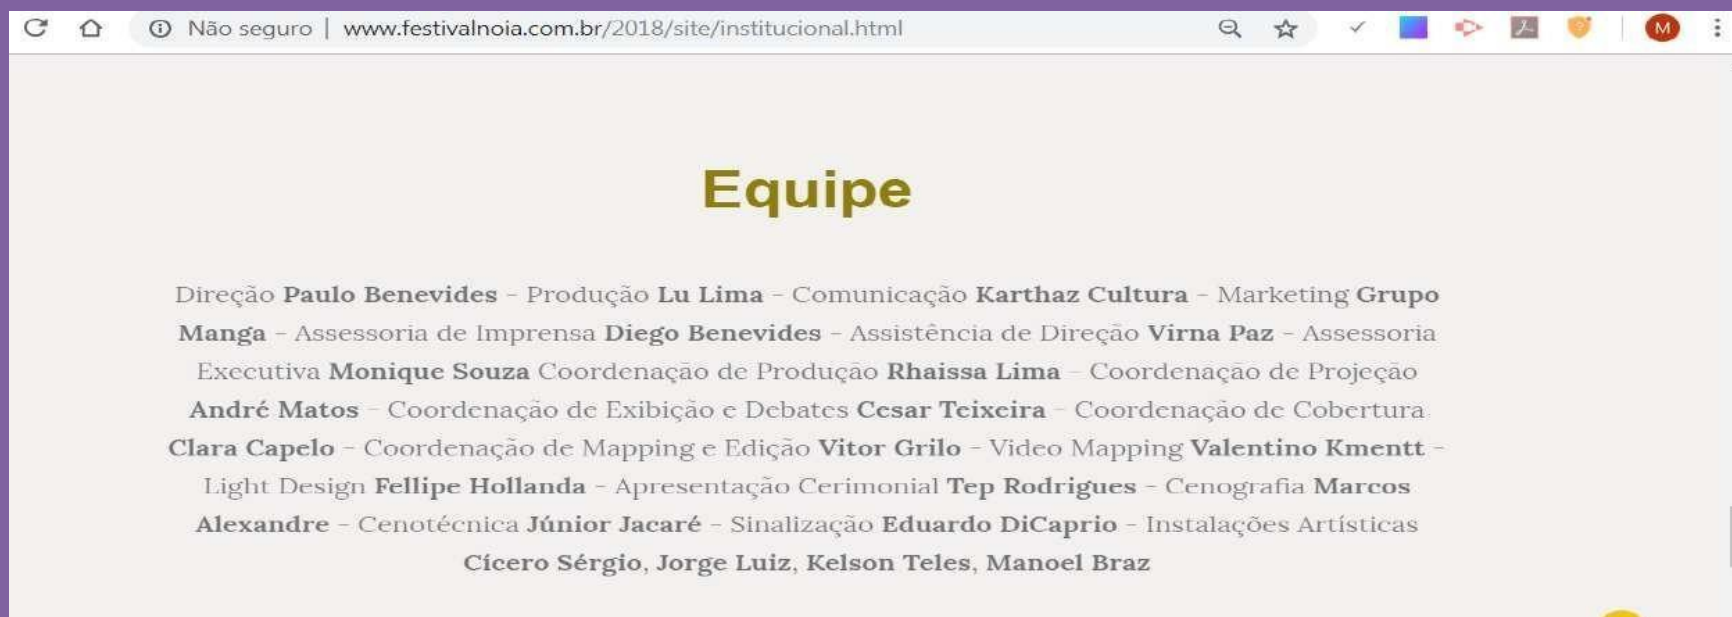 Não seguro | www.festivalnoia.com.br/2018/site/institucional.html
M
Equipe
Direção Paulo Benevides - Produção Lu Lima - Comunicação Karthaz Cultura - Marketing Grupo
Manga - Assessoria de Imprensa Diego Benevides - Assistência de Direção Virna Paz - Assessoria
Executiva Monique Souza Coordenação de Produção Rhaissa Lima - Coordenação de Projeção
André Matos - Coordenação de Exibição e Debates Cesar Teixeira - Coordenação de Cobertura
Clara Capelo - Coordenação de Mapping e Edição Vitor Grilo - Video Mapping Valentino Kmentt -
Light Design Fellipe Hollanda - Apresentação Cerimonial Tep Rodrigues - Cenografia Marcos
Alexandre - Cenotécnica Júnior Jacaré - Sinalização Eduardo DiCaprio - Instalações Artísticas
Cícero Sérgio, Jorge Luiz, Kelson Teles, Manoel Braz